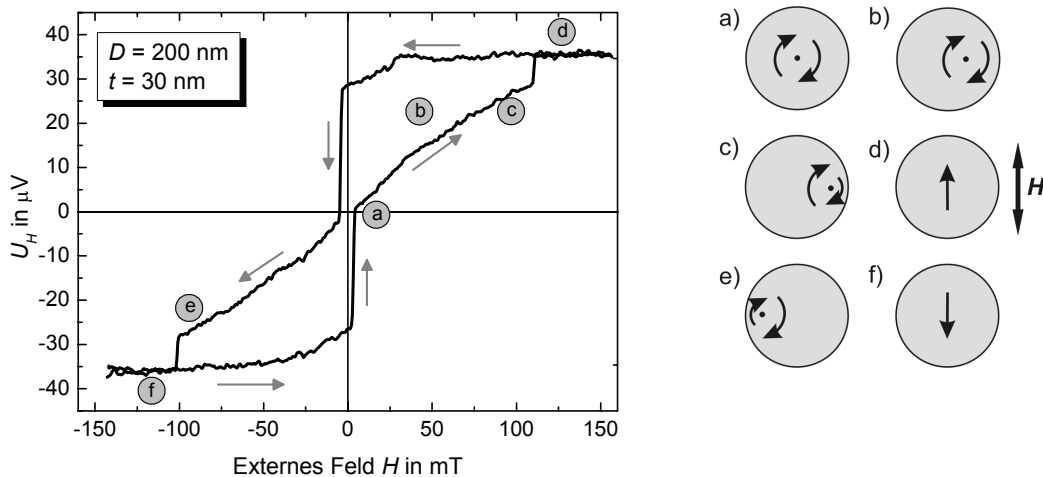 D = 200 nm
t = 30 nm
U_H in µV
40
30
20
10
0
-10
-20
-30
-40
-150
-100
-50
0
50
100
150
Externes Feld H in mT
a
b
c
d
e
f
a)
b)
c)
d)
H
e)
f)